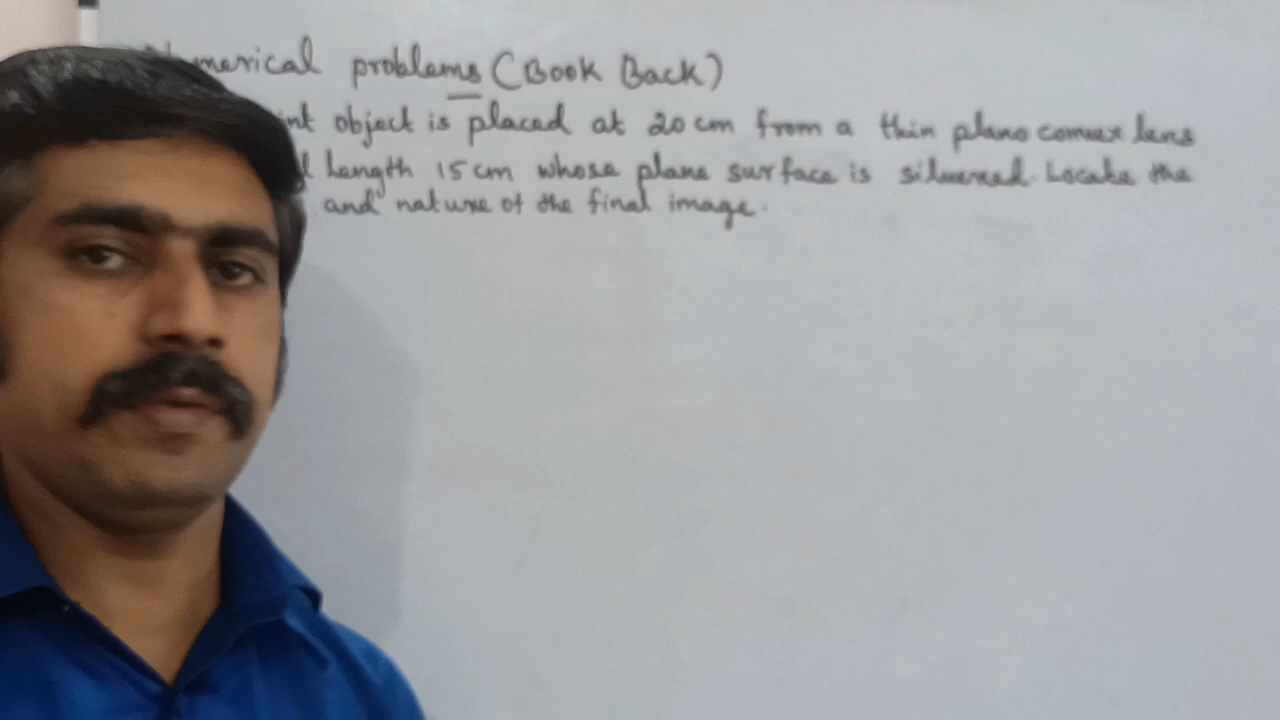 Numerical problems (Book Back)
object is placed at 20 cm from a thin plano convex lens
length 15 cm whose plane surface is silvered. Locate the
and nature of the final image.